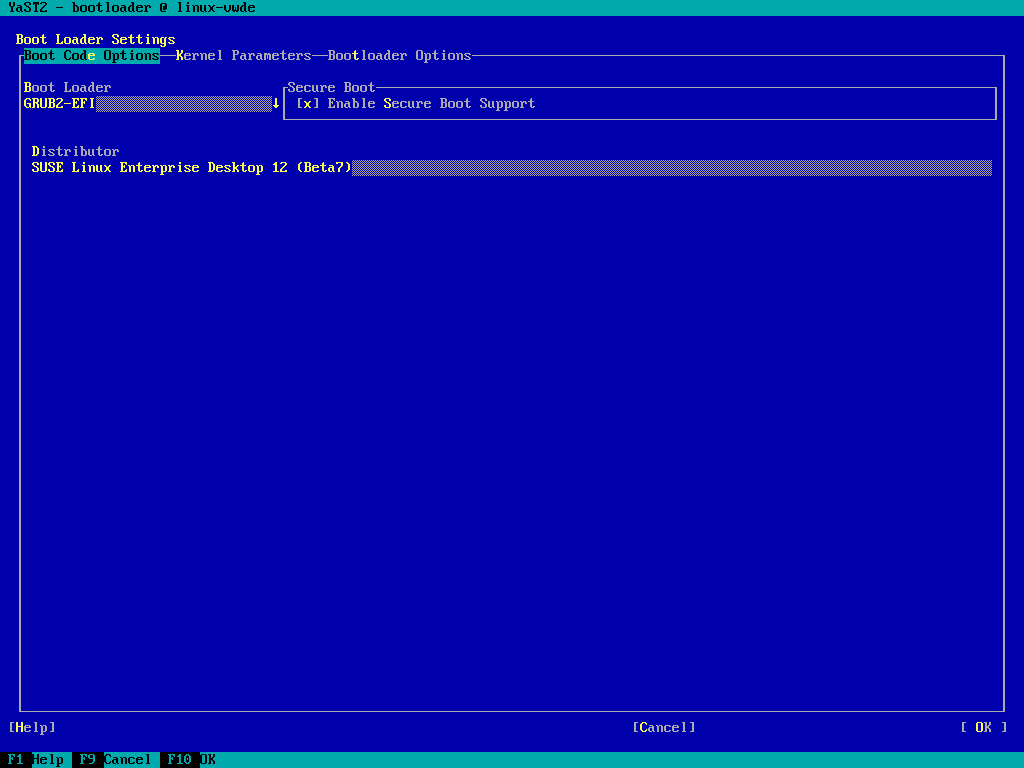 YaST2 - bootloader @ linux-vwde
Boot Loader Settings
Boot Code Options Kernel Parameters Bootloader Options
Boot Loader
Secure Boot
GRUB2-EFI ↓
[x] Enable Secure Boot Support
Distributor
SUSE Linux Enterprise Desktop 12 (Beta7)
[Help] [Cancel] [ OK ]
F1 Help F9 Cancel F10 OK